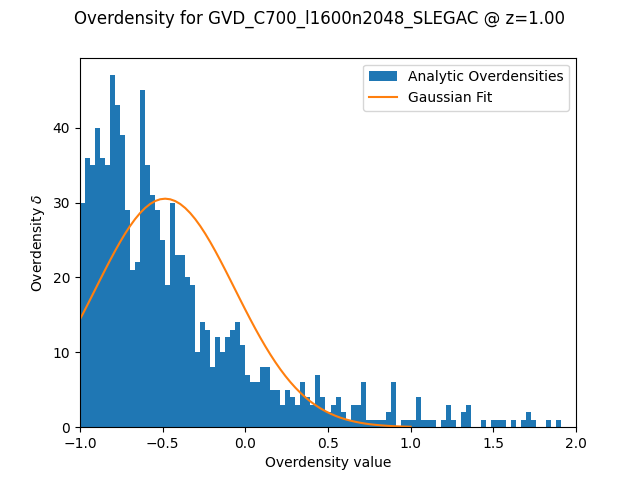 Overdensity for GVD_C700_l1600n2048_SLEGAC @ z=1.00
Analytic Overdensities
Gaussian Fit
Overdensity δ
40
30
20
10
0
−1.0 −0.5 0.0 0.5 1.0 1.5 2.0
Overdensity value